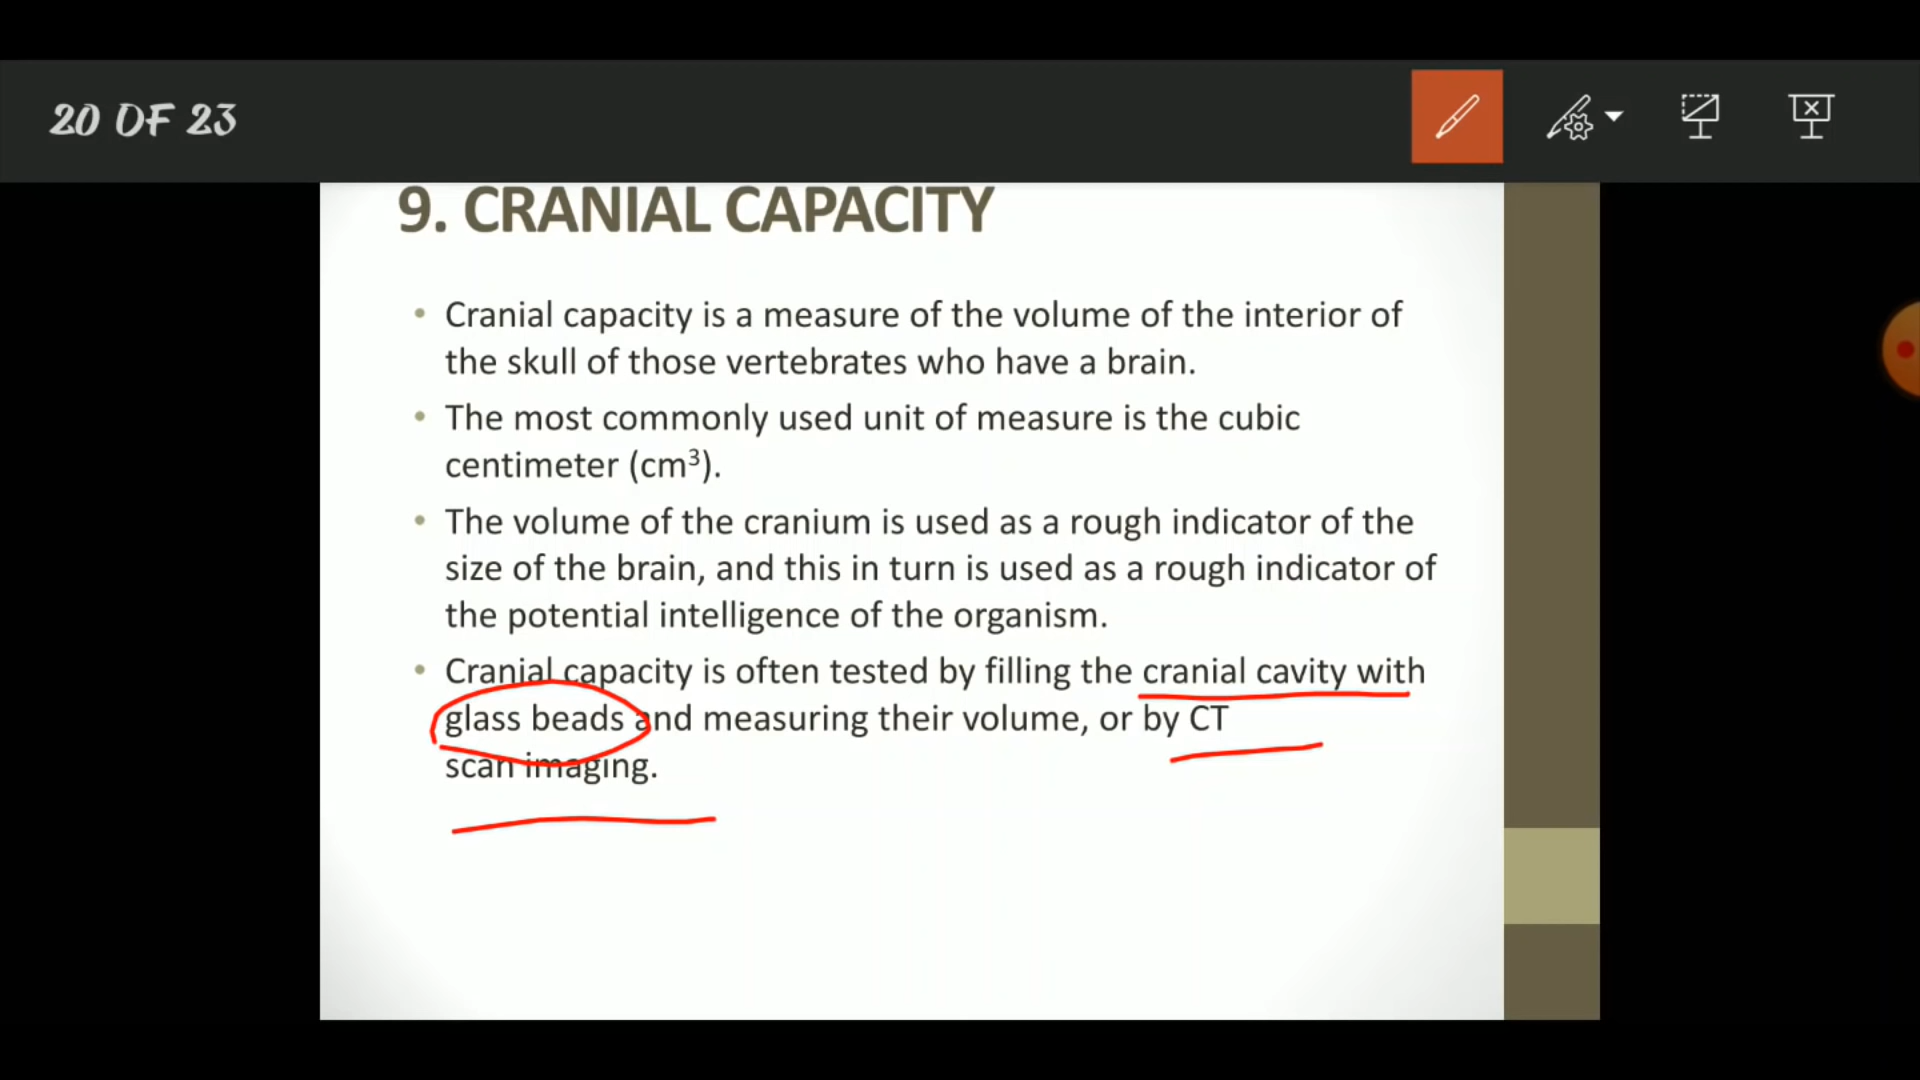 20 OF 23
9. CRANIAL CAPACITY
• Cranial capacity is a measure of the volume of the interior of
the skull of those vertebrates who have a brain.
• The most commonly used unit of measure is the cubic
centimeter (cm³).
• The volume of the cranium is used as a rough indicator of the
size of the brain, and this in turn is used as a rough indicator of
the potential intelligence of the organism.
• Cranial capacity is often tested by filling the cranial cavity with
glass beads and measuring their volume, or by CT
scan imaging.